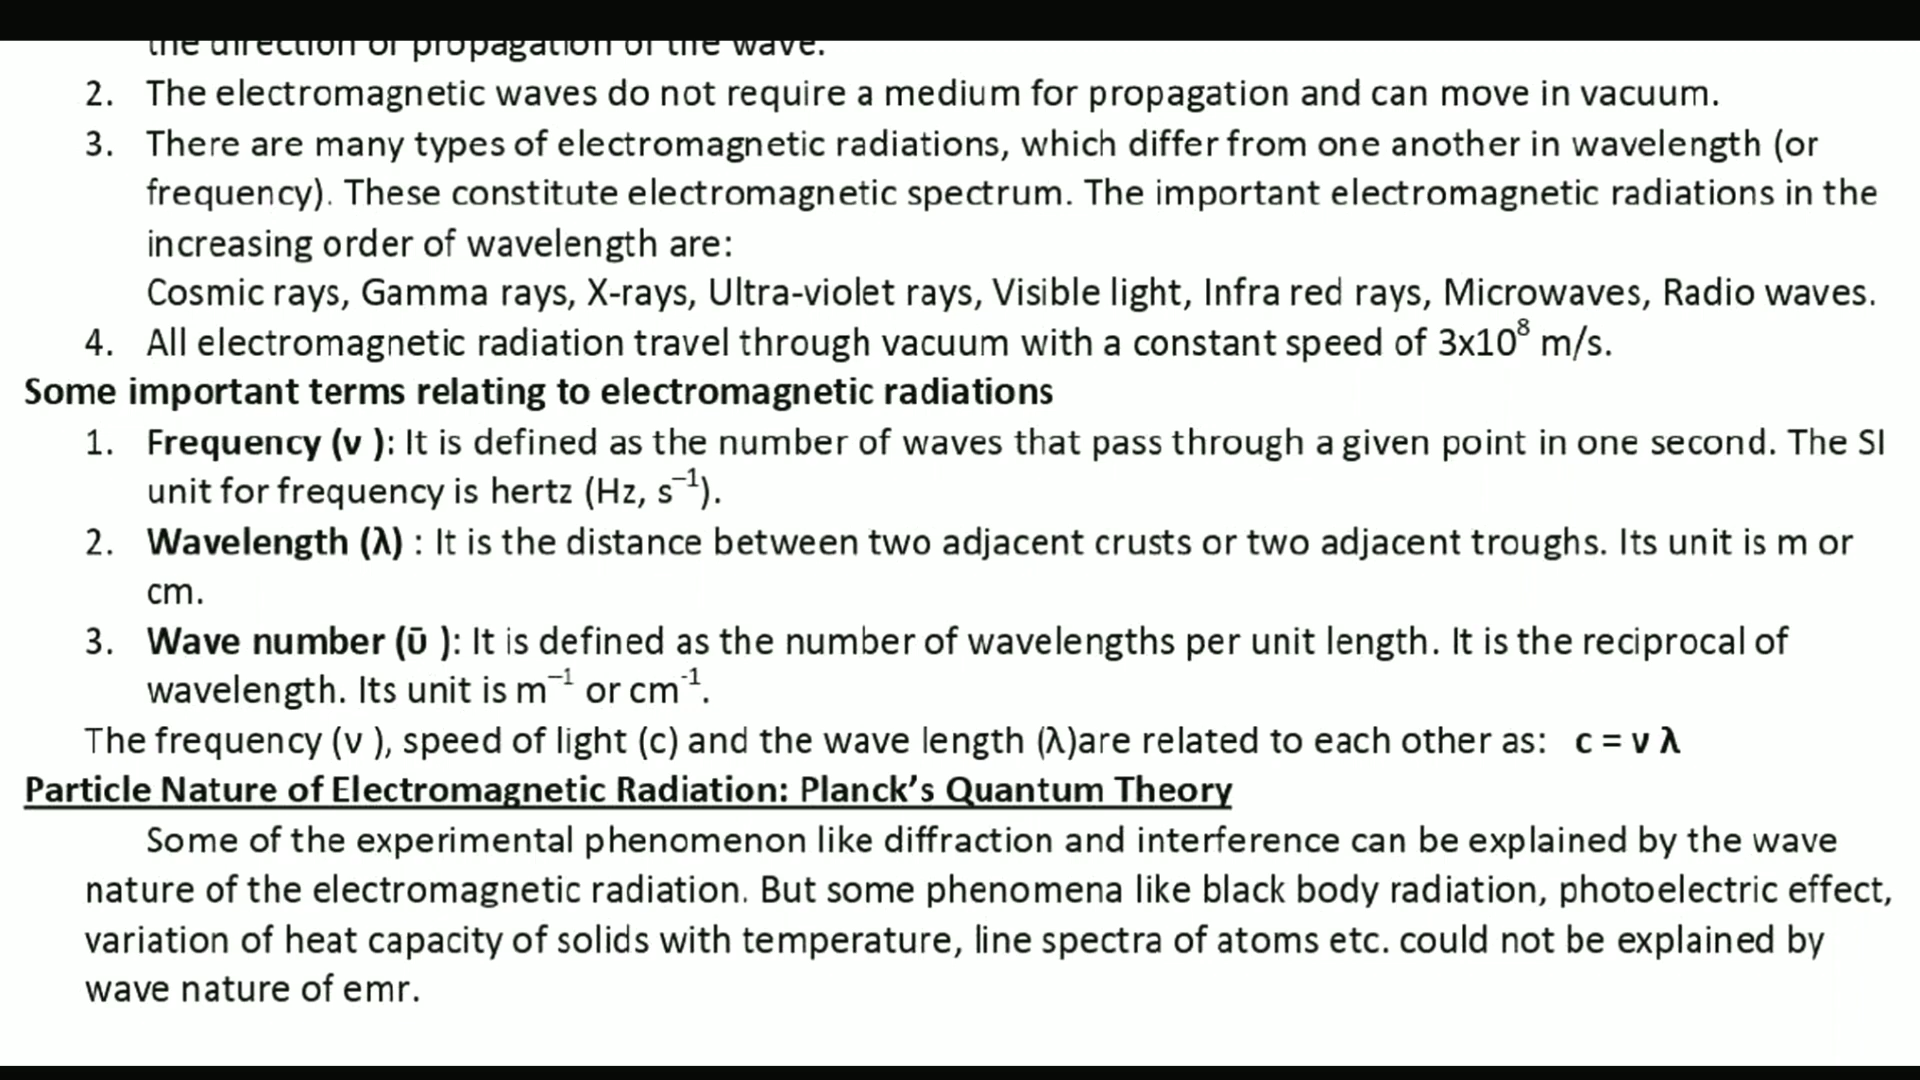 the direction of propagation of the wave.
2. The electromagnetic waves do not require a medium for propagation and can move in vacuum.
3. There are many types of electromagnetic radiations, which differ from one another in wavelength (or
frequency). These constitute electromagnetic spectrum. The important electromagnetic radiations in the
increasing order of wavelength are:
Cosmic rays, Gamma rays, X-rays, Ultra-violet rays, Visible light, Infra red rays, Microwaves, Radio waves.
4. All electromagnetic radiation travel through vacuum with a constant speed of 3x10⁸ m/s.
Some important terms relating to electromagnetic radiations
1. Frequency (ν ): It is defined as the number of waves that pass through a given point in one second. The SI
unit for frequency is hertz (Hz, s⁻¹).
2. Wavelength (λ) : It is the distance between two adjacent crusts or two adjacent troughs. Its unit is m or
cm.
3. Wave number (ῡ ): It is defined as the number of wavelengths per unit length. It is the reciprocal of
wavelength. Its unit is m⁻¹ or cm⁻¹.
The frequency (ν ), speed of light (c) and the wave length (λ)are related to each other as: c = ν λ
Particle Nature of Electromagnetic Radiation: Planck’s Quantum Theory
Some of the experimental phenomenon like diffraction and interference can be explained by the wave
nature of the electromagnetic radiation. But some phenomena like black body radiation, photoelectric effect,
variation of heat capacity of solids with temperature, line spectra of atoms etc. could not be explained by
wave nature of emr.